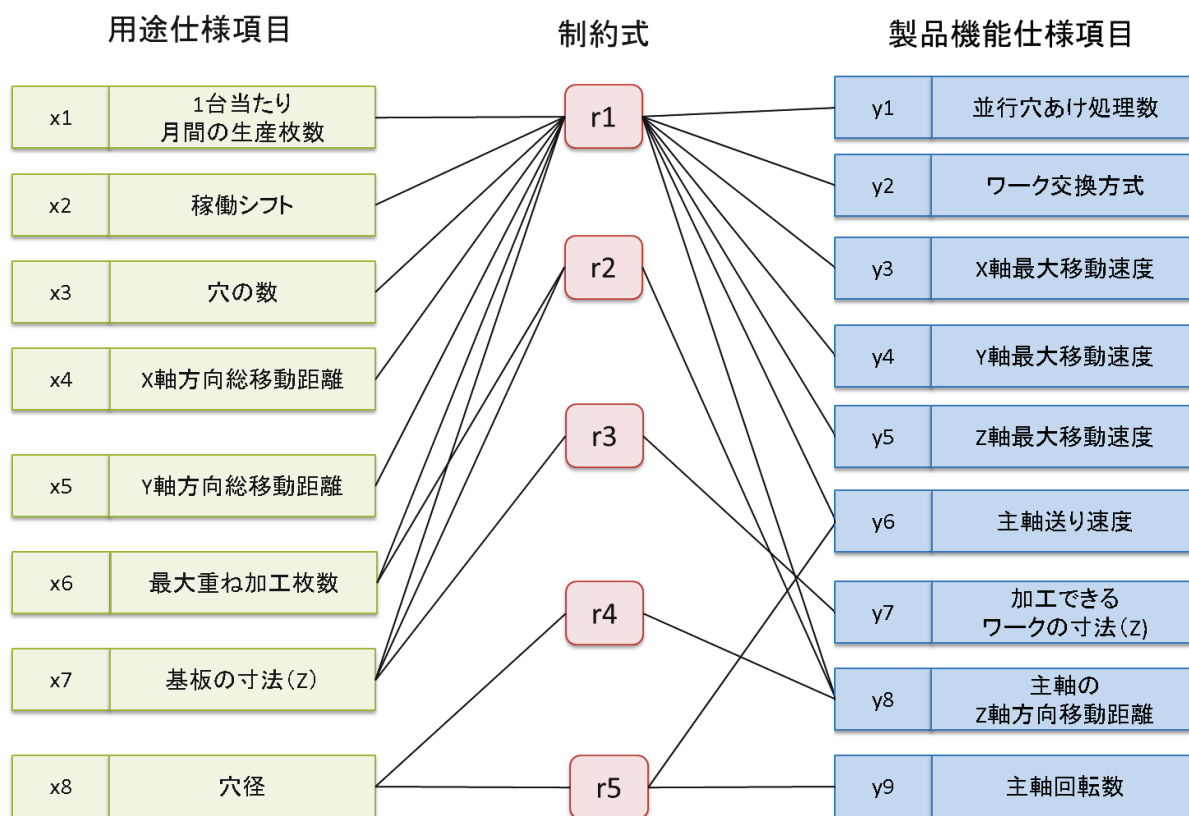 用途仕様項目
制約式
製品機能仕様項目
x1
1台当たり
月間の生産枚数
x2
稼働シフト
x3
穴の数
x4
X軸方向総移動距離
x5
Y軸方向総移動距離
x6
最大重ね加工枚数
x7
基板の寸法(Z)
x8
穴径
r1
r2
r3
r4
r5
y1
並行穴あけ処理数
y2
ワーク交換方式
y3
X軸最大移動速度
y4
Y軸最大移動速度
y5
Z軸最大移動速度
y6
主軸送り速度
y7
加工できる
ワークの寸法(Z)
y8
主軸の
Z軸方向移動距離
y9
主軸回転数